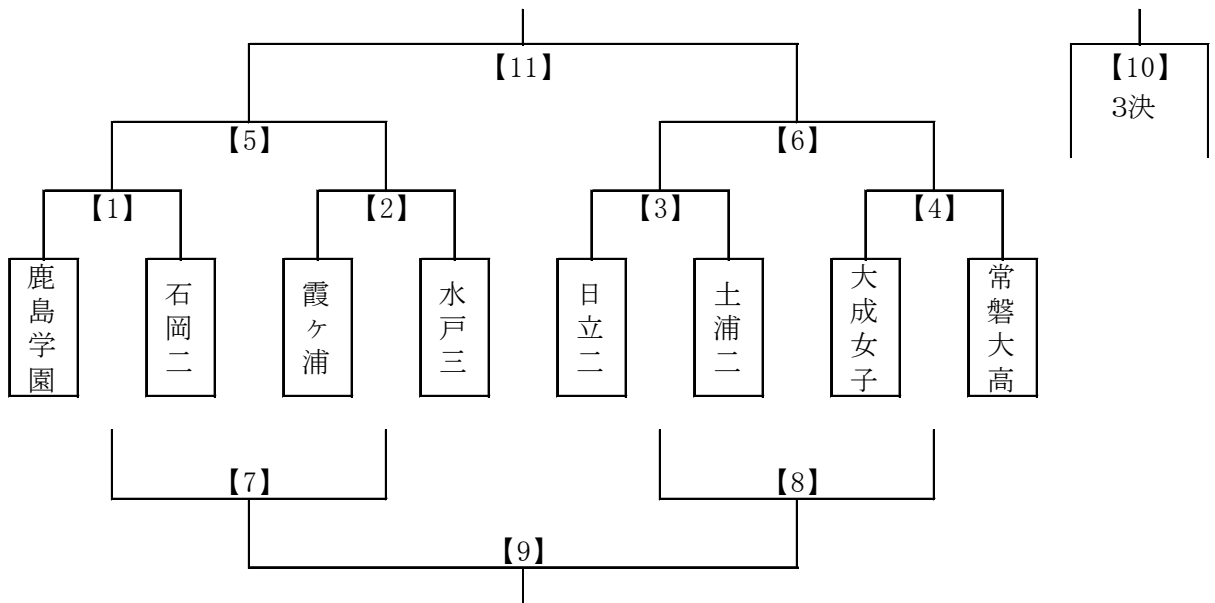 【11】
【10】
3決
【5】
【6】
【1】
【2】
【3】
【4】
鹿島学園
石岡二
霞ヶ浦
水戸三
日立二
土浦二
大成女子
常磐大高
【7】
【8】
【9】